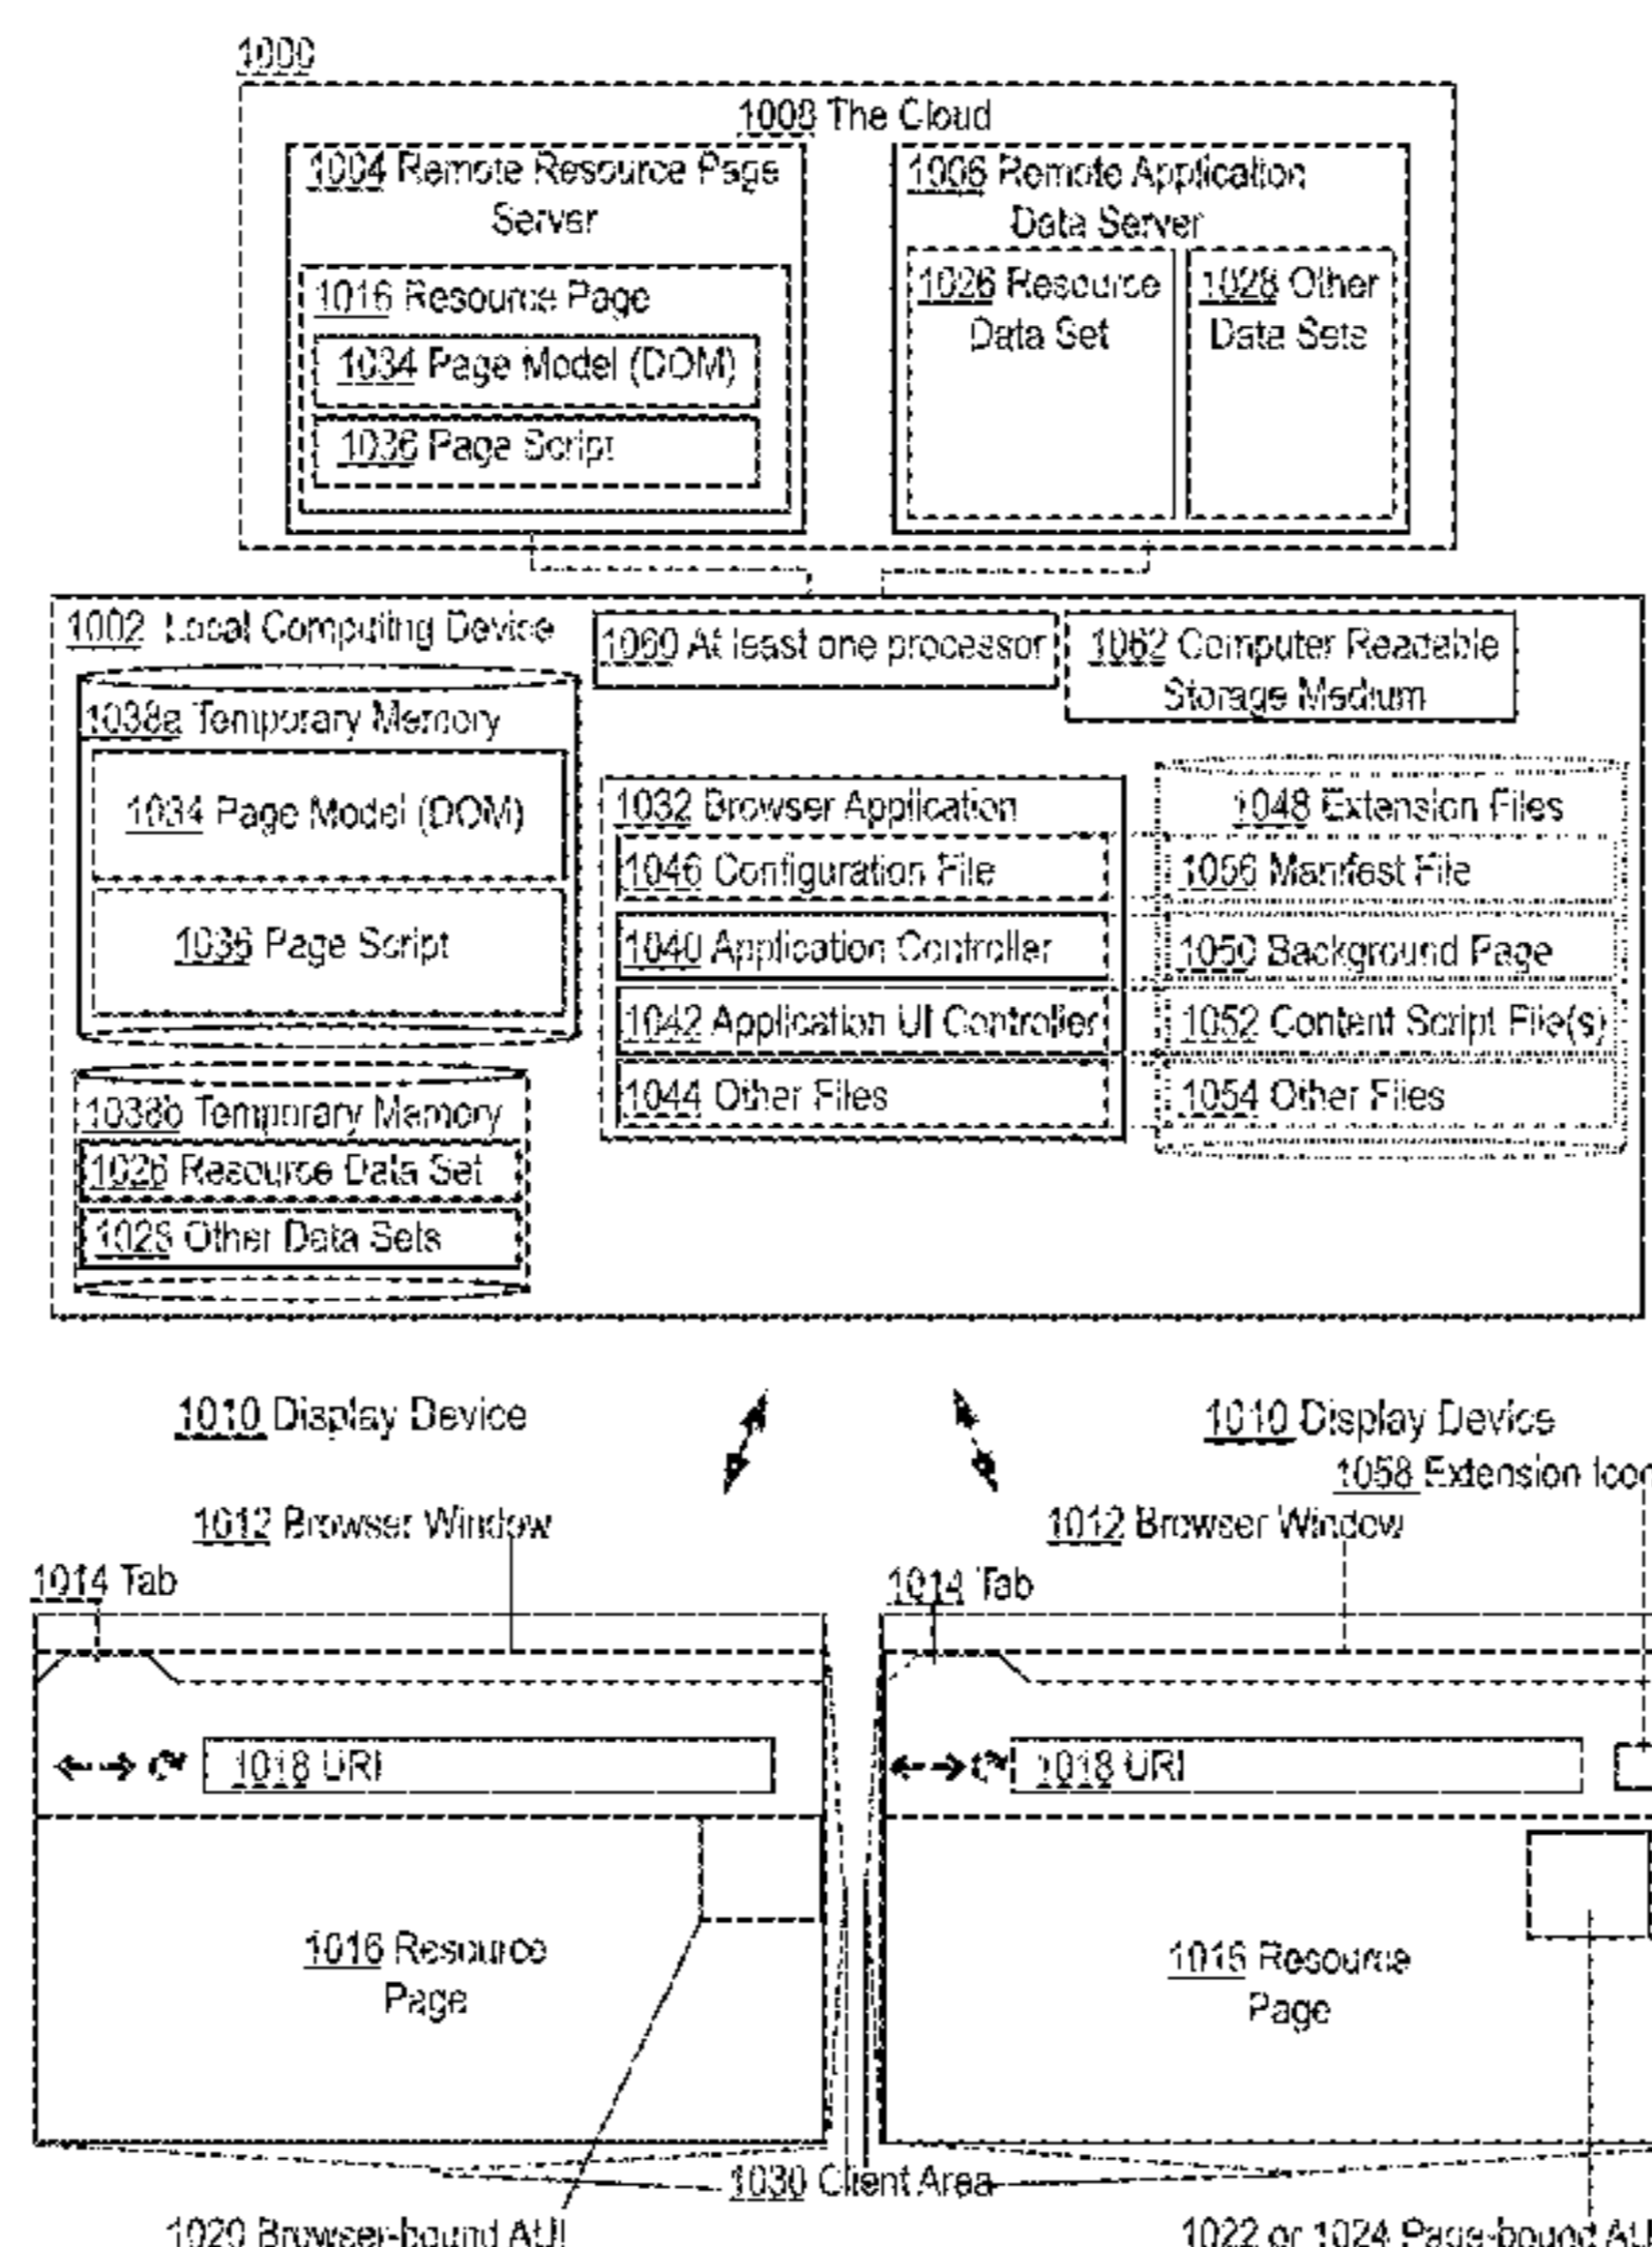 1000
1008 The Cloud
1004 Remote Resource Page
Server
1016 Resource Page
1034 Page Model (DOM)
1036 Page Script
1006 Remote Application
Data Server
1026 Resource
Data Set
1028 Other
Data Sets
1002 Local Computing Device
1060 At least one processor
1062 Computer Readable
Storage Medium
1038a Temporary Memory
1034 Page Model (DOM)
1036 Page Script
1038b Temporary Memory
1026 Resource Data Set
1028 Other Data Sets
1032 Browser Application
1046 Configuration File
1040 Application Controller
1042 Application UI Controller
1044 Other Files
1048 Extension Files
1056 Manifest File
1050 Background Page
1052 Content Script File(s)
1054 Other Files
1010 Display Device
1012 Browser Window
1014 Tab
1018 URI
1016 Resource
Page
1010 Display Device
1058 Extension Icon
1012 Browser Window
1014 Tab
1018 URI
1016 Resource
Page
1030 Client Area
1020 Browser-bound AUI
1022 or 1024 Page-bound AUI